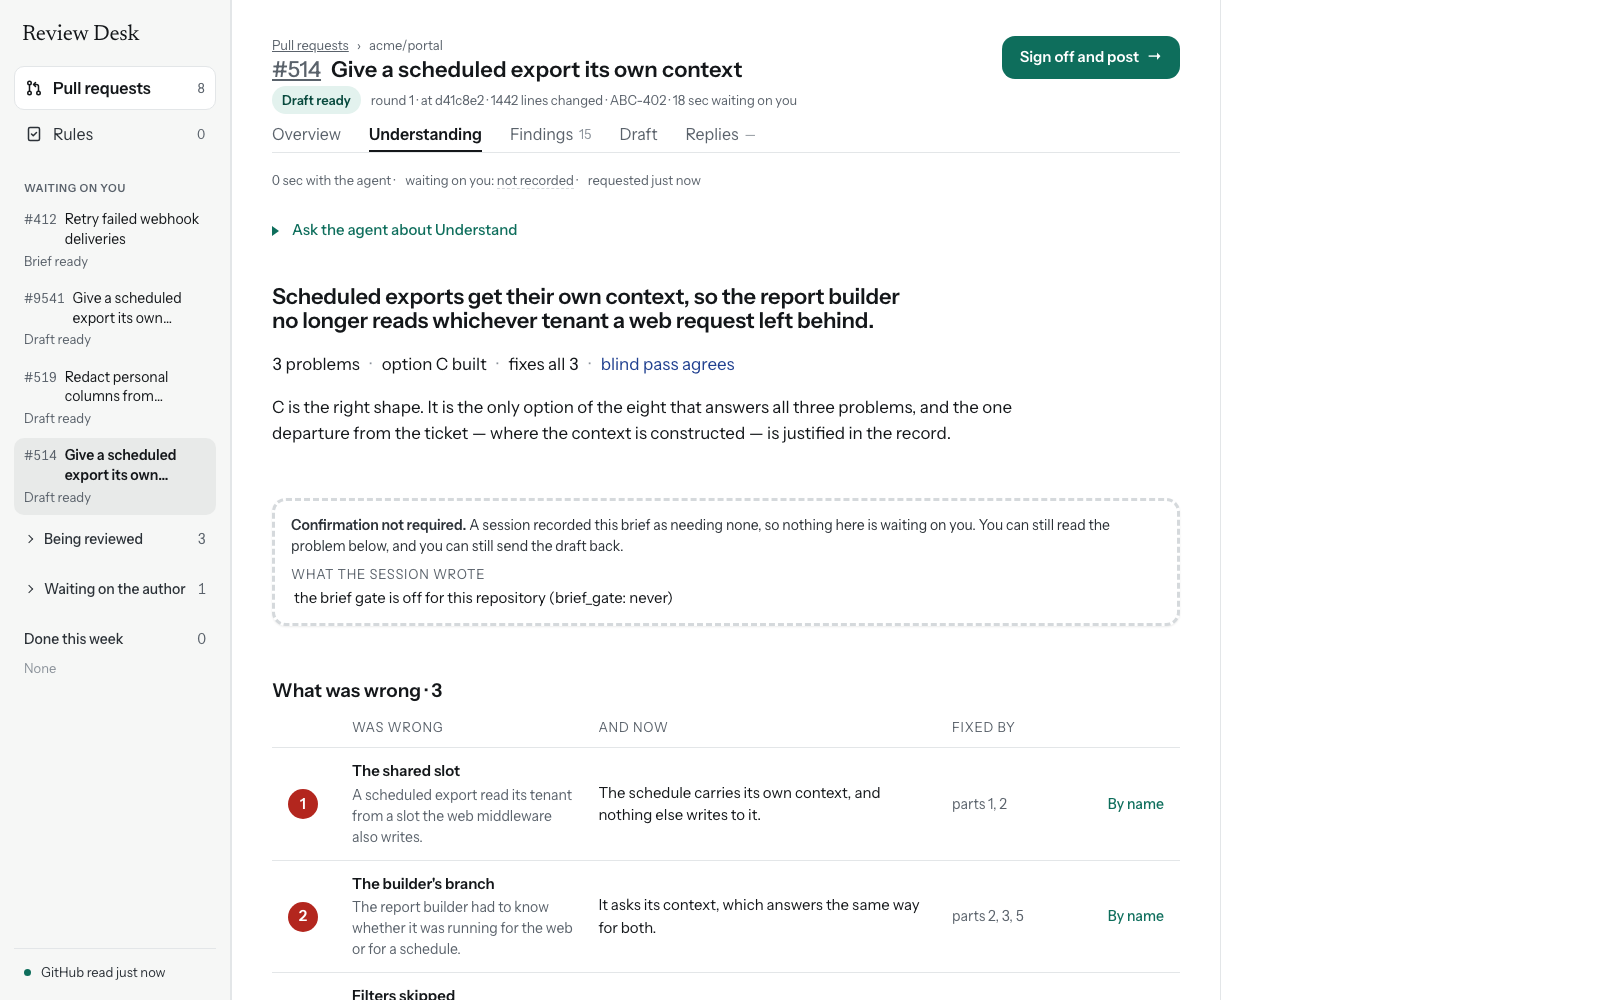 Review Desk
Pull requests 8
Rules 0
WAITING ON YOU
#412 Retry failed webhook
deliveries
Brief ready
#9541 Give a scheduled
export its own...
Draft ready
#519 Redact personal
columns from...
Draft ready
#514 Give a scheduled
export its own...
Draft ready
Being reviewed 3
Waiting on the author 1
Done this week 0
None
GitHub read just now
Pull requests › acme/portal
#514 Give a scheduled export its own context
Sign off and post →
Draft ready round 1 · at d41c8e2 · 1442 lines changed · ABC-402 · 18 sec waiting on you
Overview Understanding Findings 15 Draft Replies —
0 sec with the agent · waiting on you: not recorded · requested just now
Ask the agent about Understand
Scheduled exports get their own context, so the report builder
no longer reads whichever tenant a web request left behind.
3 problems · option C built · fixes all 3 · blind pass agrees
C is the right shape. It is the only option of the eight that answers all three problems, and the one
departure from the ticket — where the context is constructed — is justified in the record.
Confirmation not required. A session recorded this brief as needing none, so nothing here is waiting on you. You can still read the
problem below, and you can still send the draft back.
WHAT THE SESSION WROTE
the brief gate is off for this repository (brief_gate: never)
What was wrong · 3
WAS WRONG AND NOW FIXED BY
1
The shared slot
A scheduled export read its tenant
from a slot the web middleware
also writes.
The schedule carries its own context, and
nothing else writes to it.
parts 1, 2
By name
2
The builder's branch
The report builder had to know
whether it was running for the web
or for a schedule.
It asks its context, which answers the same way
for both.
parts 2, 3, 5
By name
Filters skipped